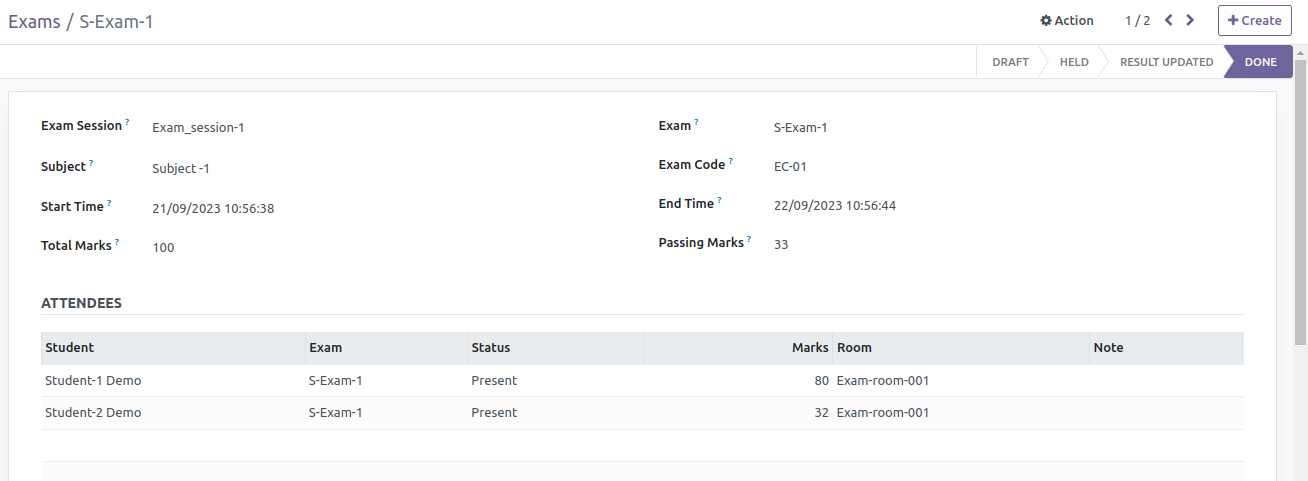 Exams / S-Exam-1
Action 1 / 2 Create
DRAFT HELD RESULT UPDATED DONE
Exam Session ? Exam_session-1 Exam ? S-Exam-1
Subject ? Subject -1 Exam Code ? EC-01
Start Time ? 21/09/2023 10:56:38 End Time ? 22/09/2023 10:56:44
Total Marks ? 100 Passing Marks ? 33
ATTENDEES
Student Exam Status Marks Room Note
Student-1 Demo S-Exam-1 Present 80 Exam-room-001
Student-2 Demo S-Exam-1 Present 32 Exam-room-001